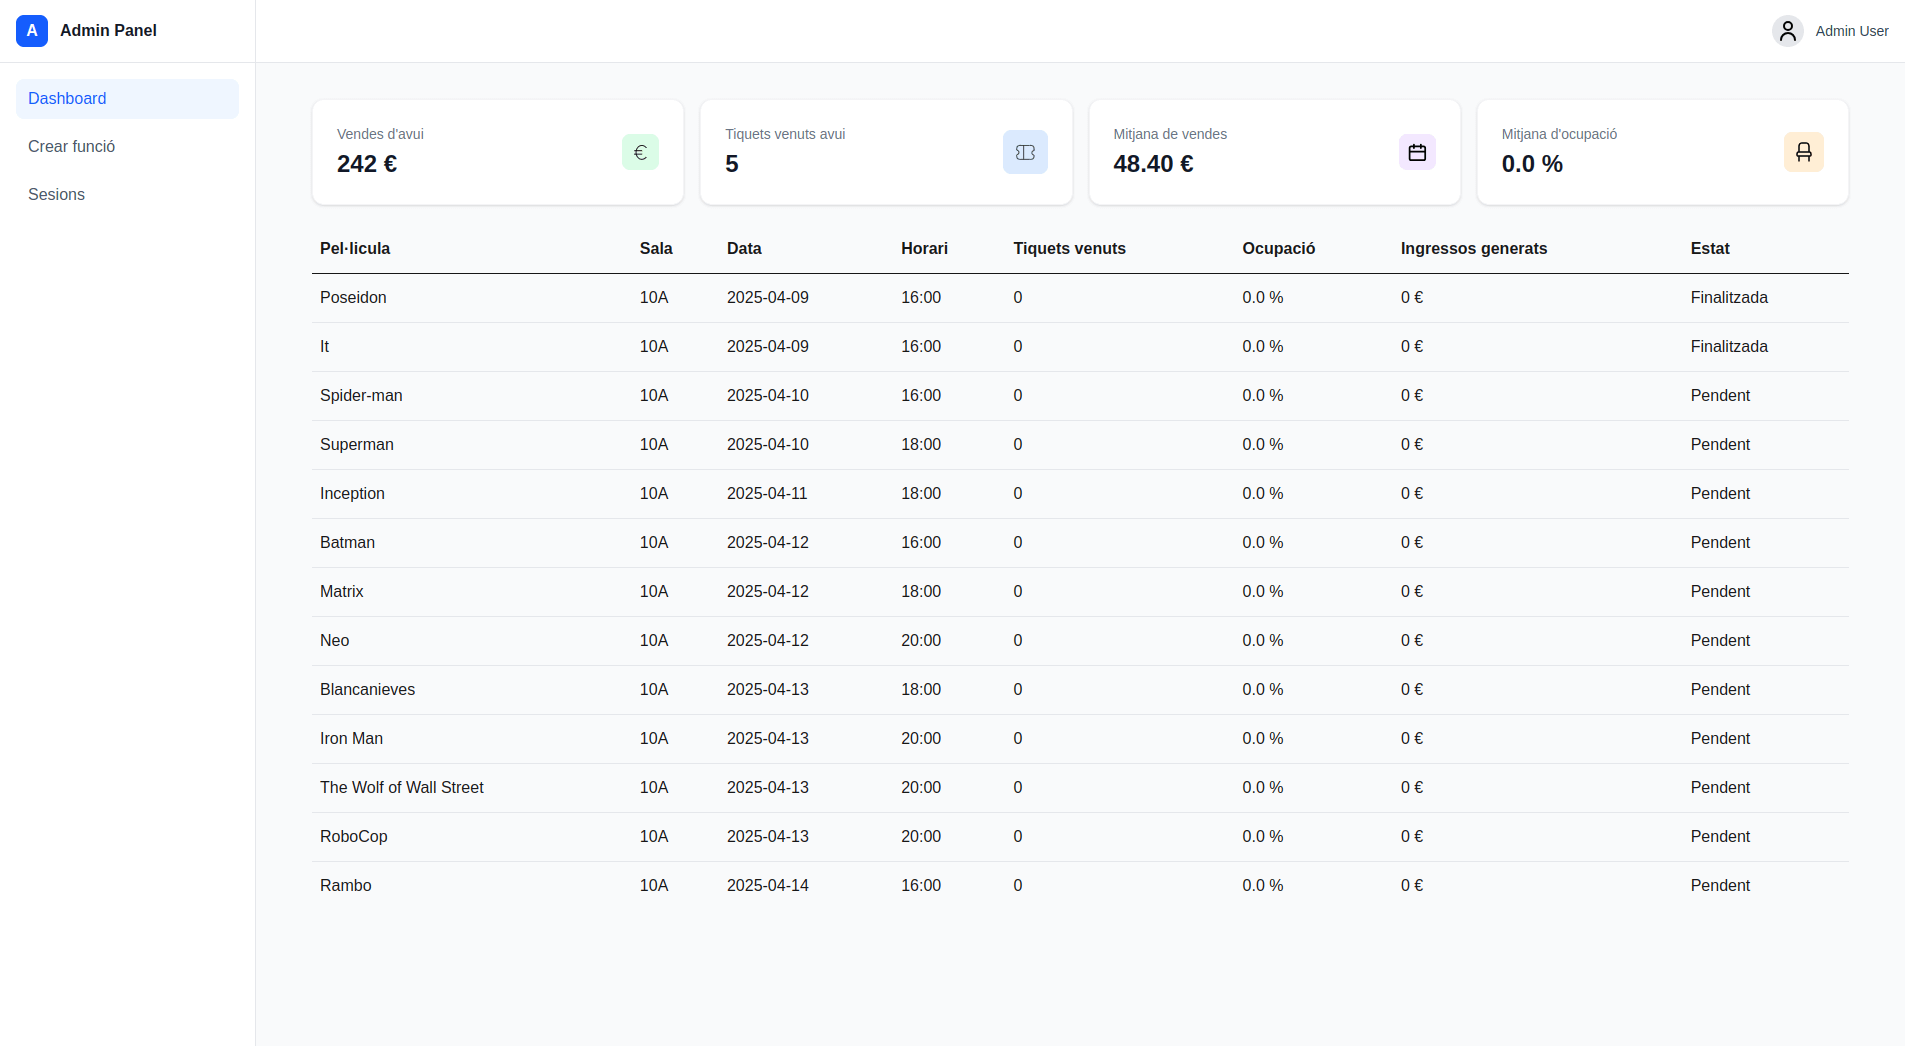 A Admin Panel
Admin User
Dashboard
Crear funció
Sesions
Vendes d'avui
242 €
€
Tiquets venuts avui
5
Mitjana de vendes
48.40 €
Mitjana d'ocupació
0.0 %
Pel·licula Sala Data Horari Tiquets venuts Ocupació Ingressos generats Estat
Poseidon 10A 2025-04-09 16:00 0 0.0 % 0 € Finalitzada
It 10A 2025-04-09 16:00 0 0.0 % 0 € Finalitzada
Spider-man 10A 2025-04-10 16:00 0 0.0 % 0 € Pendent
Superman 10A 2025-04-10 18:00 0 0.0 % 0 € Pendent
Inception 10A 2025-04-11 18:00 0 0.0 % 0 € Pendent
Batman 10A 2025-04-12 16:00 0 0.0 % 0 € Pendent
Matrix 10A 2025-04-12 18:00 0 0.0 % 0 € Pendent
Neo 10A 2025-04-12 20:00 0 0.0 % 0 € Pendent
Blancanieves 10A 2025-04-13 18:00 0 0.0 % 0 € Pendent
Iron Man 10A 2025-04-13 20:00 0 0.0 % 0 € Pendent
The Wolf of Wall Street 10A 2025-04-13 20:00 0 0.0 % 0 € Pendent
RoboCop 10A 2025-04-13 20:00 0 0.0 % 0 € Pendent
Rambo 10A 2025-04-14 16:00 0 0.0 % 0 € Pendent